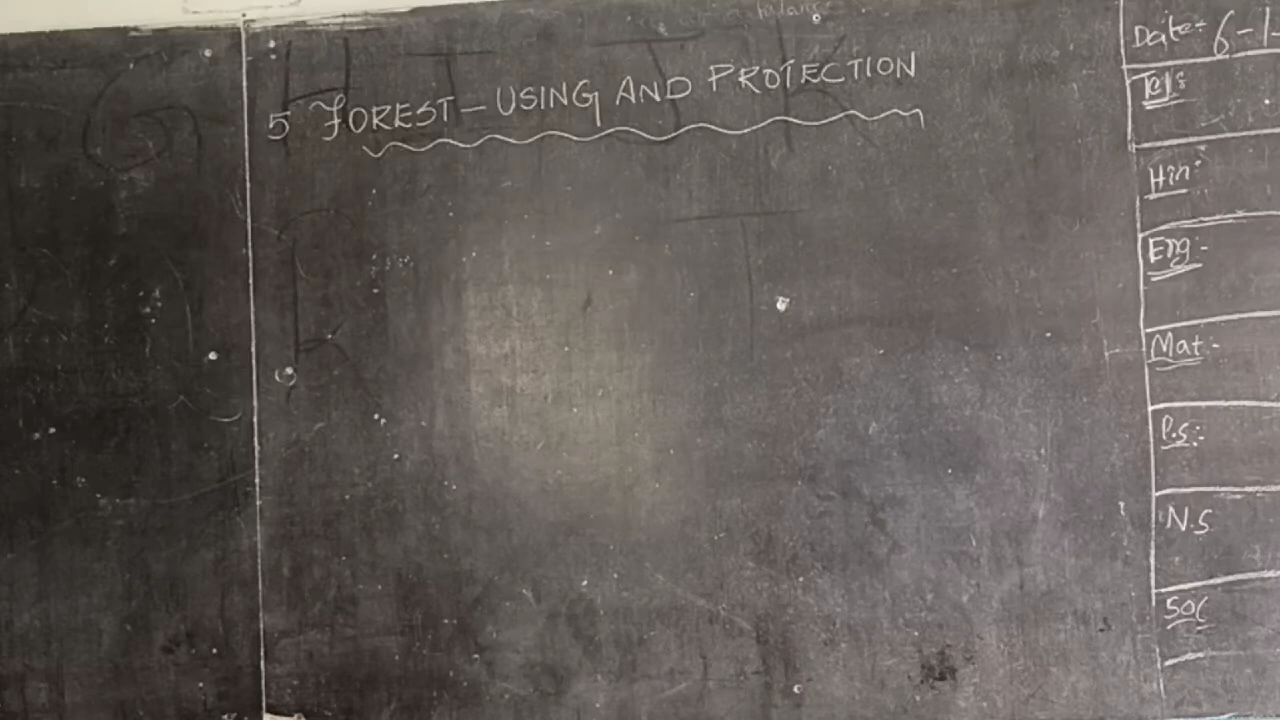 5 FOREST – USING AND PROTECTION
Date:- 6-1-
Tel:
Hin:
Eng:-
Mat:-
P.S:-
N.S
SOC